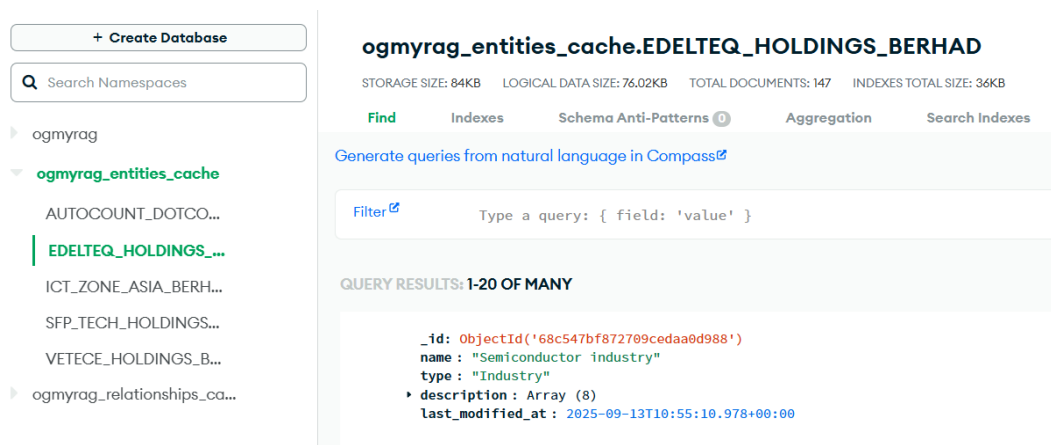 + Create Database
Search Namespaces
ogmyrag
ogmyrag_entities_cache
AUTOCOUNT_DOTCO...
EDELTEQ_HOLDINGS_...
ICT_ZONE_ASIA_BERH...
SFP_TECH_HOLDINGS...
VETECE_HOLDINGS_B...
ogmyrag_relationships_ca...
ogmyrag_entities_cache.EDELTEQ_HOLDINGS_BERHAD
STORAGE SIZE: 84KB LOGICAL DATA SIZE: 76.02KB TOTAL DOCUMENTS: 147 INDEXES TOTAL SIZE: 36KB
Find Indexes Schema Anti-Patterns 0 Aggregation Search Indexes
Generate queries from natural language in Compass
Filter Type a query: { field: 'value' }
QUERY RESULTS: 1-20 OF MANY
_id: ObjectId('68c547bf872709cedaa0d988')
name : "Semiconductor industry"
type : "Industry"
description : Array (8)
last_modified_at : 2025-09-13T10:55:10.978+00:00